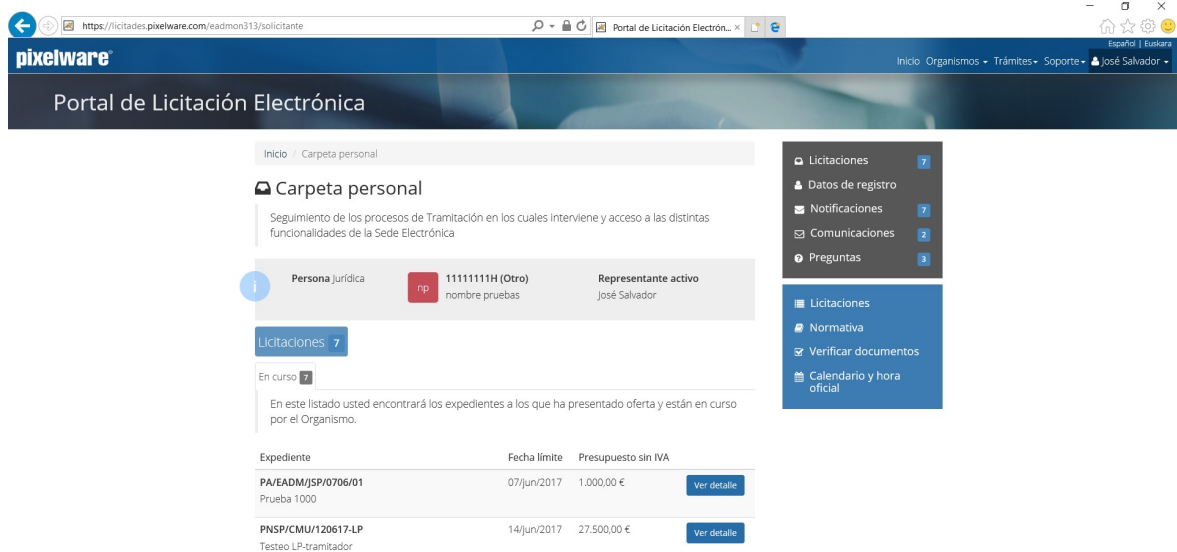 https://licitades.pixelware.com/eadmon313/solicitante
Portal de Licitación Electrón...
Español | Euskara
pixelware
Inicio Organismos Trámites Soporte José Salvador
Portal de Licitación Electrónica
Inicio / Carpeta personal
Carpeta personal
Seguimiento de los procesos de Tramitación en los cuales interviene y acceso a las distintas
funcionalidades de la Sede Electrónica
i
Persona Jurídica
np
11111111H (Otro)
nombre pruebas
Representante activo
José Salvador
Licitaciones 7
En curso 7
En este listado usted encontrará los expedientes a los que ha presentado oferta y están en curso
por el Organismo.
Expediente Fecha límite Presupuesto sin IVA
PA/EADM/JSP/0706/01 07/jun/2017 1.000,00 € Ver detalle
Prueba 1000
PNSP/CMU/120617-LP 14/jun/2017 27.500,00 € Ver detalle
Testeo LP-tramitador
Licitaciones 7
Datos de registro
Notificaciones 7
Comunicaciones 2
Preguntas 3
Licitaciones
Normativa
Verificar documentos
Calendario y hora
oficial